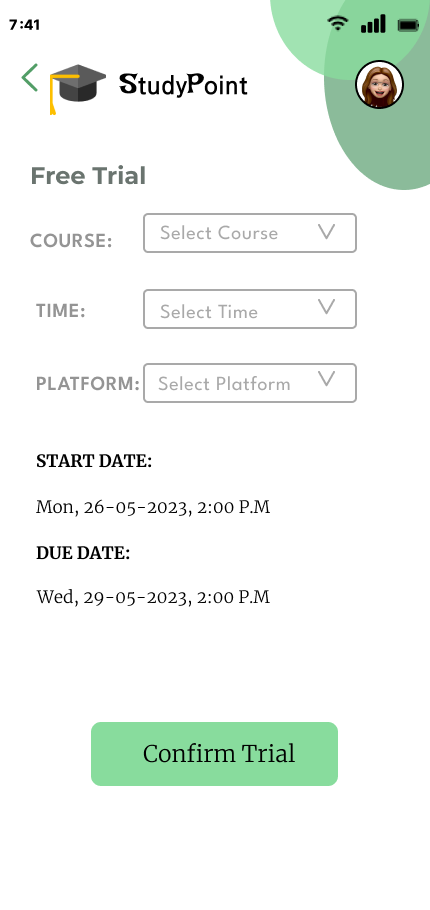 7:41
StudyPoint
Free Trial
COURSE: Select Course
TIME: Select Time
PLATFORM: Select Platform
START DATE:
Mon, 26-05-2023, 2:00 P.M
DUE DATE:
Wed, 29-05-2023, 2:00 P.M
Confirm Trial